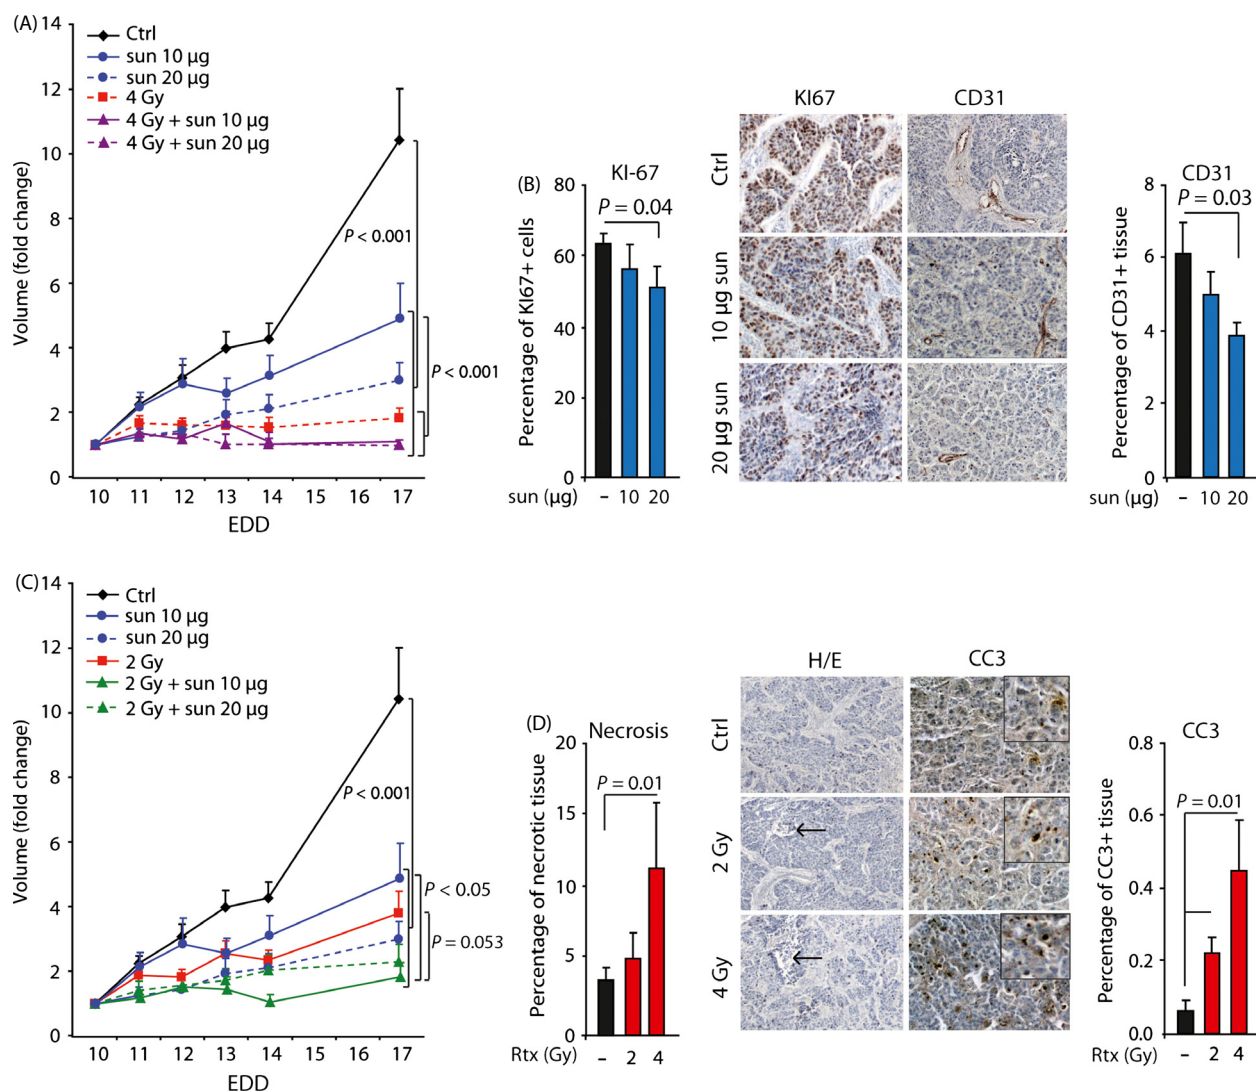 (A)
14
12
10
8
6
4
2
0
Volume (fold change)
Ctrl
sun 10 µg
sun 20 µg
4 Gy
4 Gy + sun 10 µg
4 Gy + sun 20 µg
P < 0.001
P < 0.001
10 11 12 13 14 15 16 17
EDD
(B)
KI-67
P = 0.04
80
60
40
20
0
Percentage of KI67+ cells
– 10 20
sun (µg)
KI67 CD31
Ctrl
10 µg sun
20 µg sun
CD31
P = 0.03
8
6
4
2
0
Percentage of CD31+ tissue
– 10 20
sun (µg)
(C)
14
12
10
8
6
4
2
0
Volume (fold change)
Ctrl
sun 10 µg
sun 20 µg
2 Gy
2 Gy + sun 10 µg
2 Gy + sun 20 µg
P < 0.001
P < 0.05
P = 0.053
10 11 12 13 14 15 16 17
EDD
(D)
Necrosis
P = 0.01
20
15
10
5
0
Percentage of necrotic tissue
– 2 4
Rtx (Gy)
H/E CC3
Ctrl
2 Gy
4 Gy
CC3
P = 0.01
0.8
0.6
0.4
0.2
0.0
Percentage of CC3+ tissue
– 2 4
Rtx (Gy)